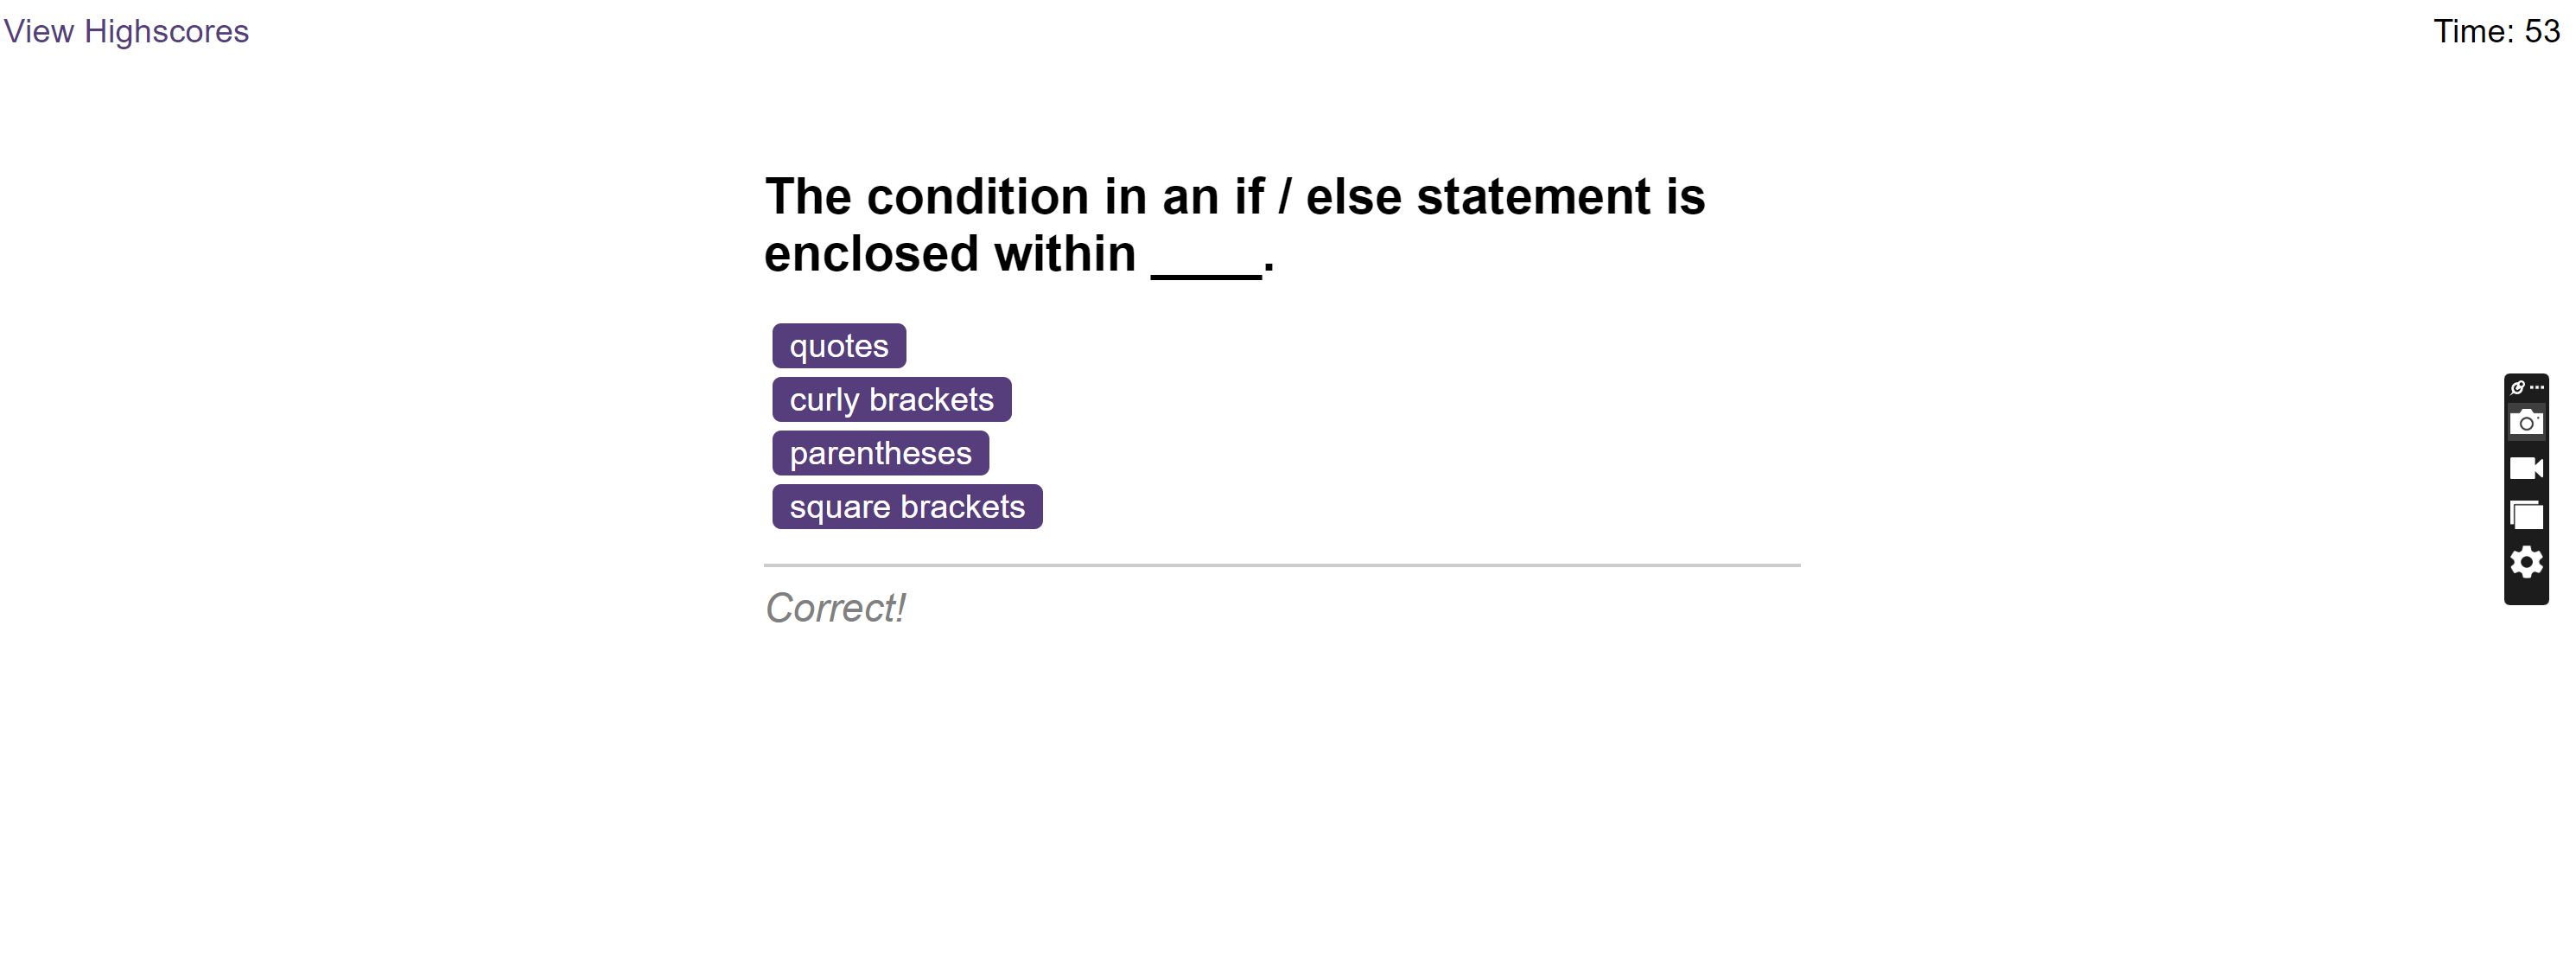 View Highscores
Time: 53
The condition in an if / else statement is
enclosed within ____.
quotes
curly brackets
parentheses
square brackets
Correct!